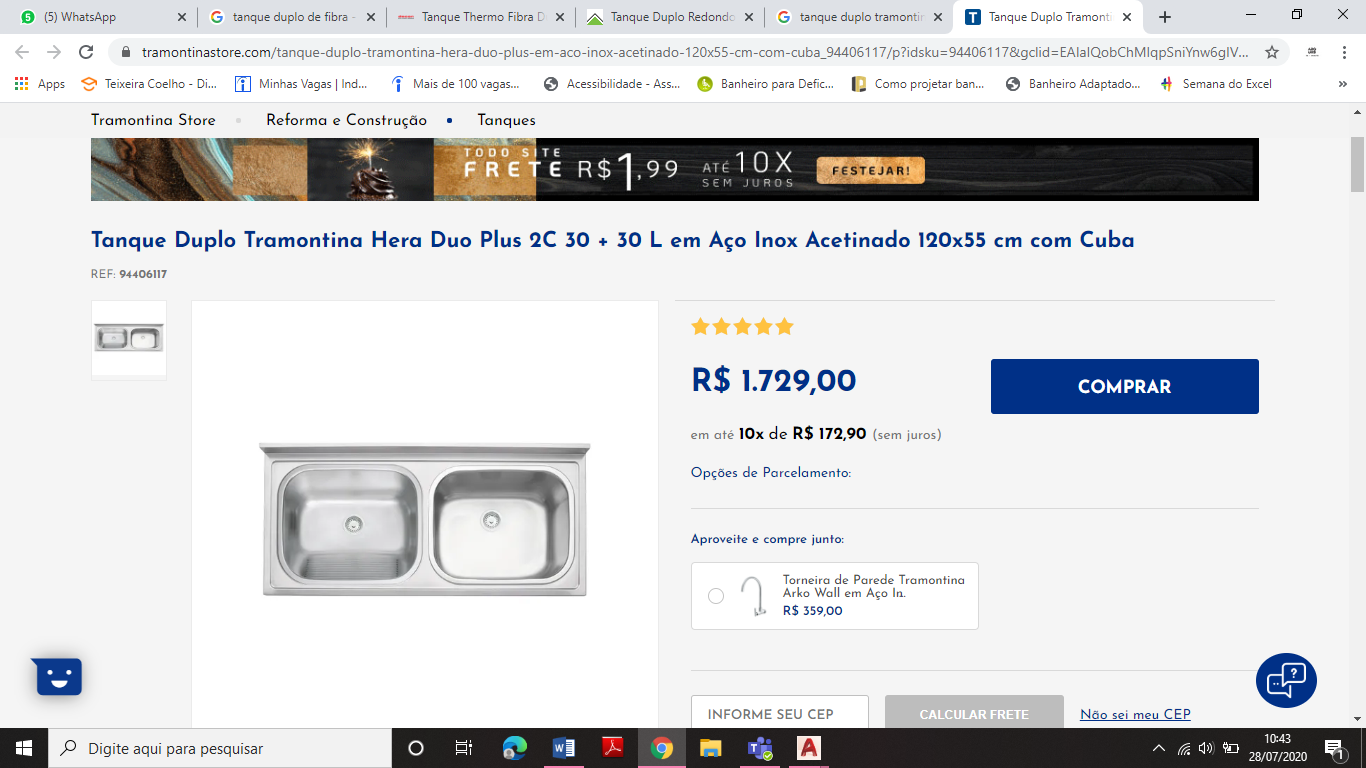 (5) WhatsApp
tanque duplo de fibra -
Tanque Thermo Fibra D
Tanque Duplo Redondo
tanque duplo tramontin
Tanque Duplo Tramonti
tramontinastore.com/tanque-duplo-tramontina-hera-duo-plus-em-aco-inox-acetinado-120x55-cm-com-cuba_94406117/p?idsku=94406117&gclid=EAIaIQobChMIqpSniYnw6gIV...
Apps
Teixeira Coelho - Di...
Minhas Vagas | Ind...
Mais de 100 vagas...
Acessibilidade - Ass...
Banheiro para Defic...
Como projetar ban...
Banheiro Adaptado...
Semana do Excel
»
Tramontina Store
Reforma e Construção
Tanques
TODO SITE
FRETE R$1,99
ATÉ 10X
SEM JUROS
FESTEJAR!
Tanque Duplo Tramontina Hera Duo Plus 2C 30 + 30 L em Aço Inox Acetinado 120x55 cm com Cuba
REF: 94406117
R$ 1.729,00
COMPRAR
em até 10x de R$ 172,90 (sem juros)
Opções de Parcelamento:
Aproveite e compre junto:
Torneira de Parede Tramontina
Arko Wall em Aço In...
R$ 359,00
INFORME SEU CEP
CALCULAR FRETE
Não sei meu CEP
Digite aqui para pesquisar
10:43
28/07/2020
1